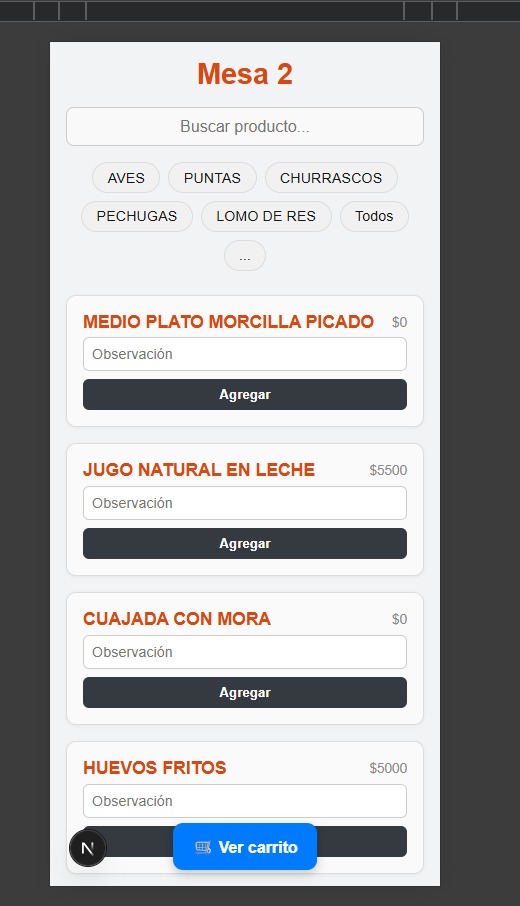 Mesa 2
Buscar producto...
AVES PUNTAS CHURRASCOS
PECHUGAS LOMO DE RES Todos
...
MEDIO PLATO MORCILLA PICADO $0
Observación
Agregar
JUGO NATURAL EN LECHE $5500
Observación
Agregar
CUAJADA CON MORA $0
Observación
Agregar
HUEVOS FRITOS $5000
Observación
N
🛒 Ver carrito